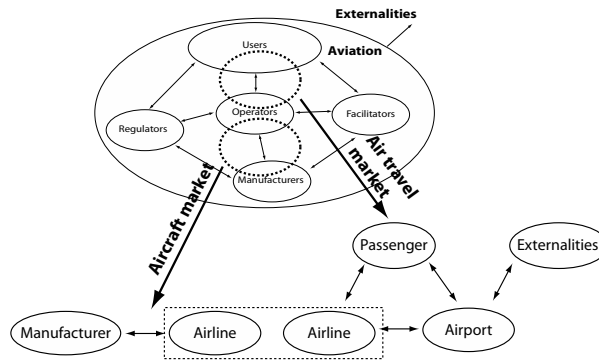 Externalities
Users
Aviation
Operators
Regulators
Facilitators
Manufacturers
Aircraft market
Air travel
market
Passenger
Externalities
Manufacturer
Airline
Airline
Airport